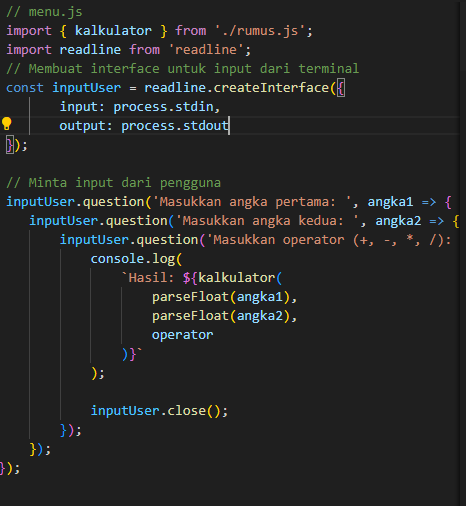 // menu.js
import { kalkulator } from './rumus.js';
import readline from 'readline';
// Membuat interface untuk input dari terminal
const inputUser = readline.createInterface({
input: process.stdin,
output: process.stdout
});
// Minta input dari pengguna
inputUser.question('Masukkan angka pertama: ', angka1 => {
inputUser.question('Masukkan angka kedua: ', angka2 => {
inputUser.question('Masukkan operator (+, -, *, /):
console.log(
`Hasil: ${kalkulator(
parseFloat(angka1),
parseFloat(angka2),
operator
)}`
);
inputUser.close();
});
});
});